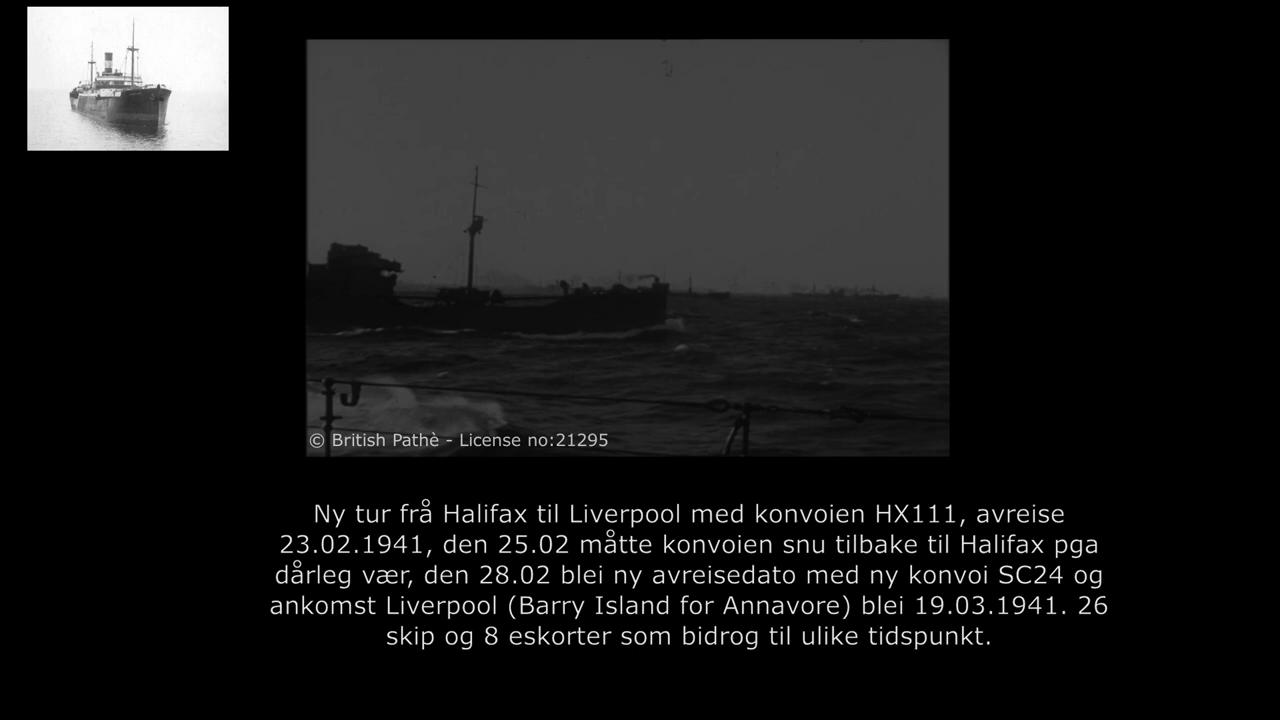 © British Pathè - License no:21295
Ny tur frå Halifax til Liverpool med konvoien HX111, avreise
23.02.1941, den 25.02 måtte konvoien snu tilbake til Halifax pga
dårleg vær, den 28.02 blei ny avreisedato med ny konvoi SC24 og
ankomst Liverpool (Barry Island for Annavore) blei 19.03.1941. 26
skip og 8 eskorter som bidrog til ulike tidspunkt.